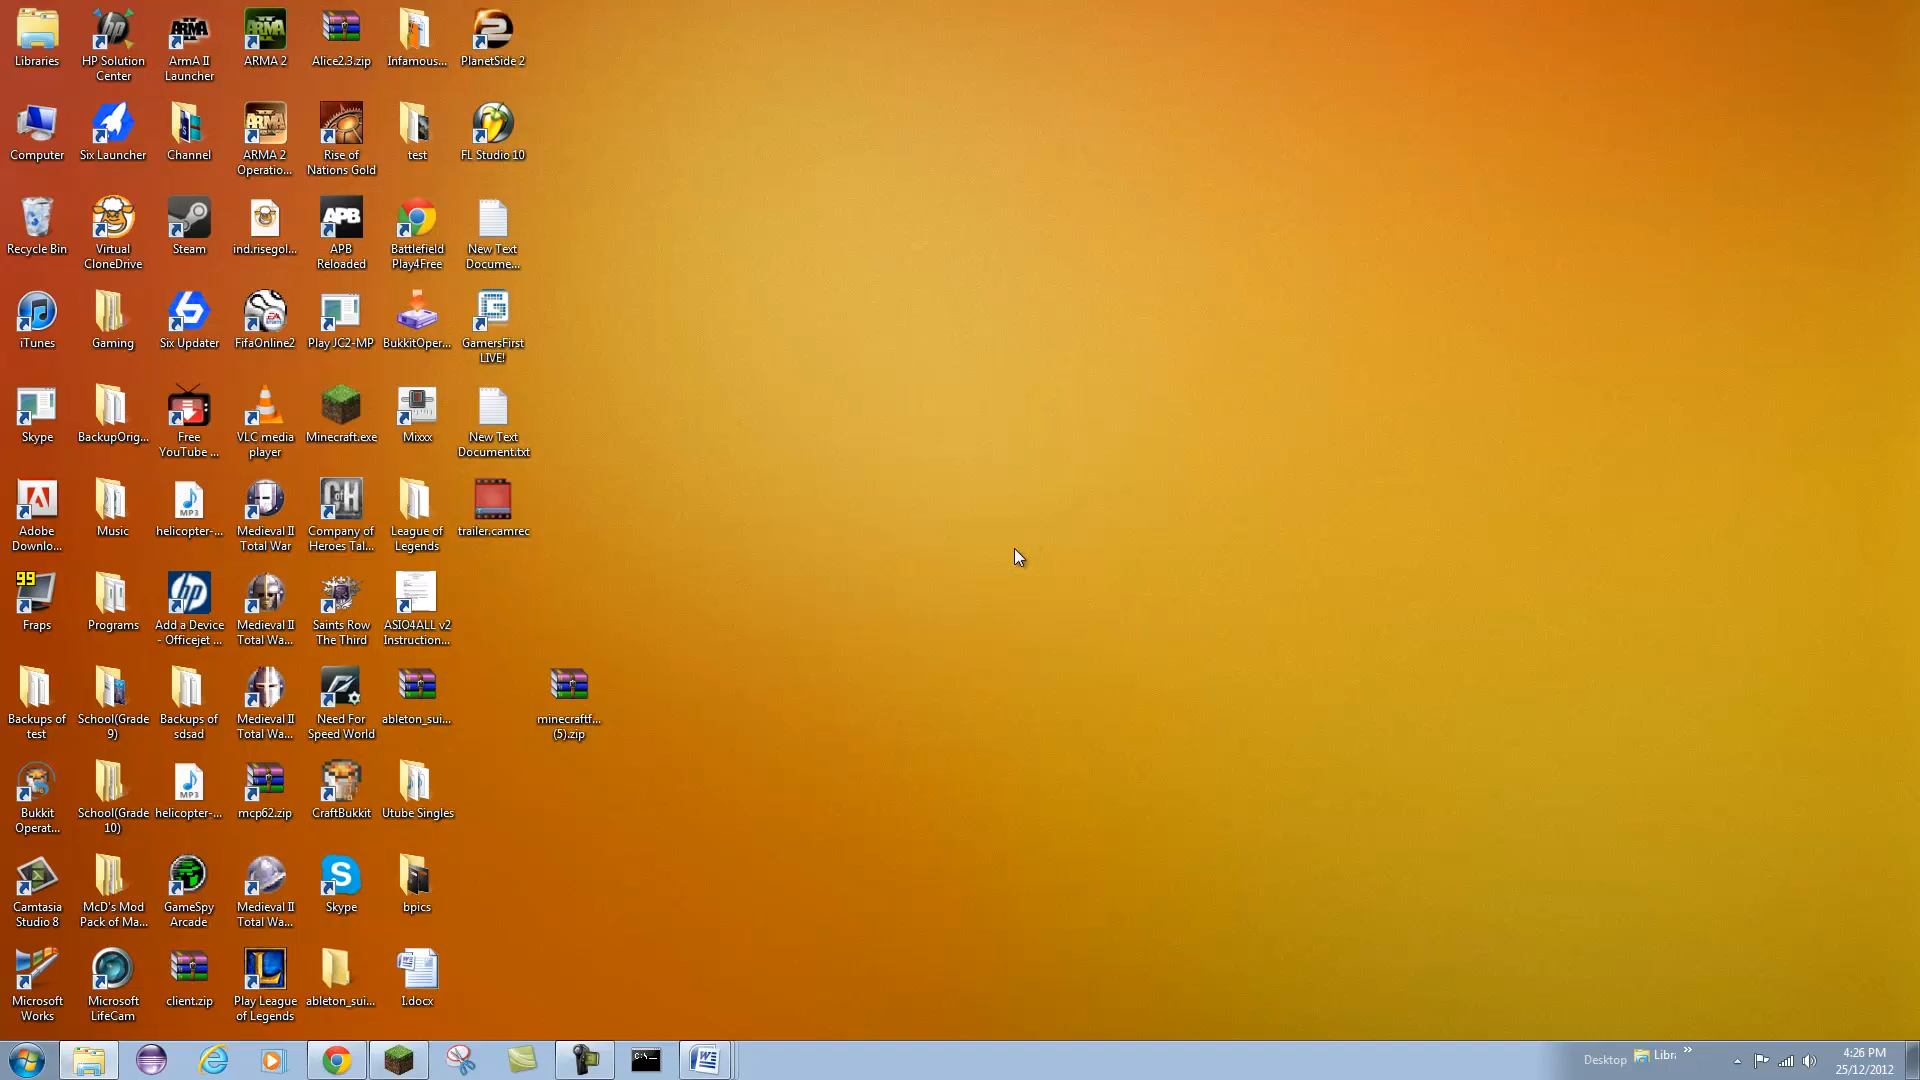 Libraries
HP Solution
Center
ArmA II
Launcher
ARMA 2
Alice2.3.zip
Infamous...
PlanetSide 2
Computer
Six Launcher
Channel
ARMA 2
Operatio...
Rise of
Nations Gold
test
FL Studio 10
Recycle Bin
Virtual
CloneDrive
Steam
ind.risegol...
APB
Reloaded
Battlefield
Play4Free
New Text
Docume...
iTunes
Gaming
Six Updater
FifaOnline2
Play JC2-MP
BukkitOper...
GamersFirst
LIVE!
Skype
BackupOrig...
Free
YouTube ...
VLC media
player
Minecraft.exe
Mixxx
New Text
Document.txt
Adobe
Downlo...
Music
helicopter-...
Medieval II
Total War
Company of
Heroes Tal...
League of
Legends
trailer.camrec
99
Fraps
Programs
Add a Device
- Officejet ...
Medieval II
Total Wa...
Saints Row
The Third
ASIO4ALL v2
Instruction...
Backups of
test
School(Grade
9)
Backups of
sdsad
Medieval II
Total Wa...
Need For
Speed World
ableton_sui...
minecraftf...
(5).zip
Bukkit
Operat...
School(Grade
10)
helicopter-...
mcp62.zip
CraftBukkit
Utube Singles
Camtasia
Studio 8
McD's Mod
Pack of Ma...
GameSpy
Arcade
Medieval II
Total Wa...
Skype
bpics
Microsoft
Works
Microsoft
LifeCam
client.zip
Play League
of Legends
ableton_sui...
I.docx
Desktop
Libra
»
4:26 PM
25/12/2012